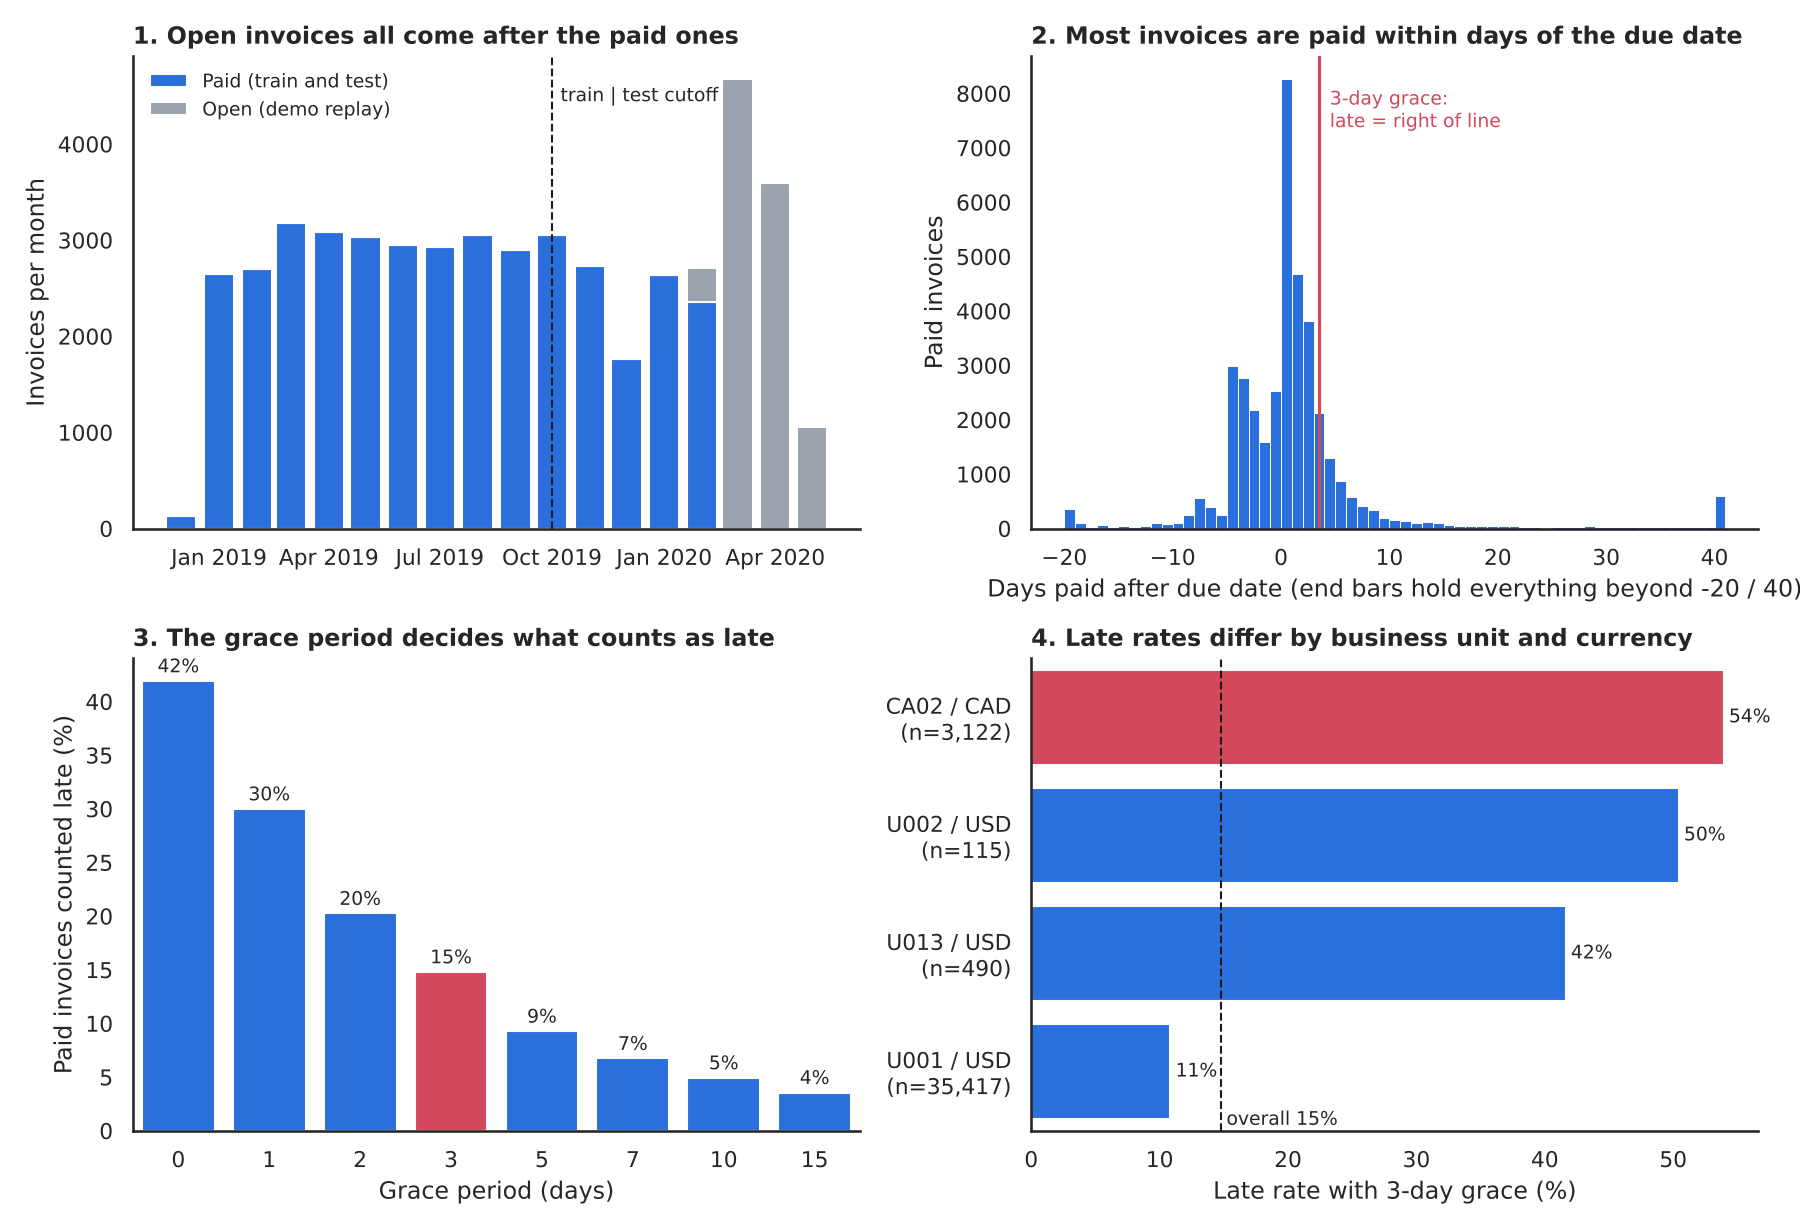 1. Open invoices all come after the paid ones
Paid (train and test)
Open (demo replay)
train | test cutoff
Invoices per month
4000
3000
2000
1000
0
Jan 2019
Apr 2019
Jul 2019
Oct 2019
Jan 2020
Apr 2020
2. Most invoices are paid within days of the due date
3-day grace:
late = right of line
Paid invoices
8000
7000
6000
5000
4000
3000
2000
1000
0
−20
−10
0
10
20
30
40
Days paid after due date (end bars hold everything beyond -20 / 40)
3. The grace period decides what counts as late
Paid invoices counted late (%)
40
35
30
25
20
15
10
5
0
42%
30%
20%
15%
9%
7%
5%
4%
0
1
2
3
5
7
10
15
Grace period (days)
4. Late rates differ by business unit and currency
CA02 / CAD
(n=3,122)
54%
U002 / USD
(n=115)
50%
U013 / USD
(n=490)
42%
U001 / USD
(n=35,417)
11%
overall 15%
0
10
20
30
40
50
Late rate with 3-day grace (%)